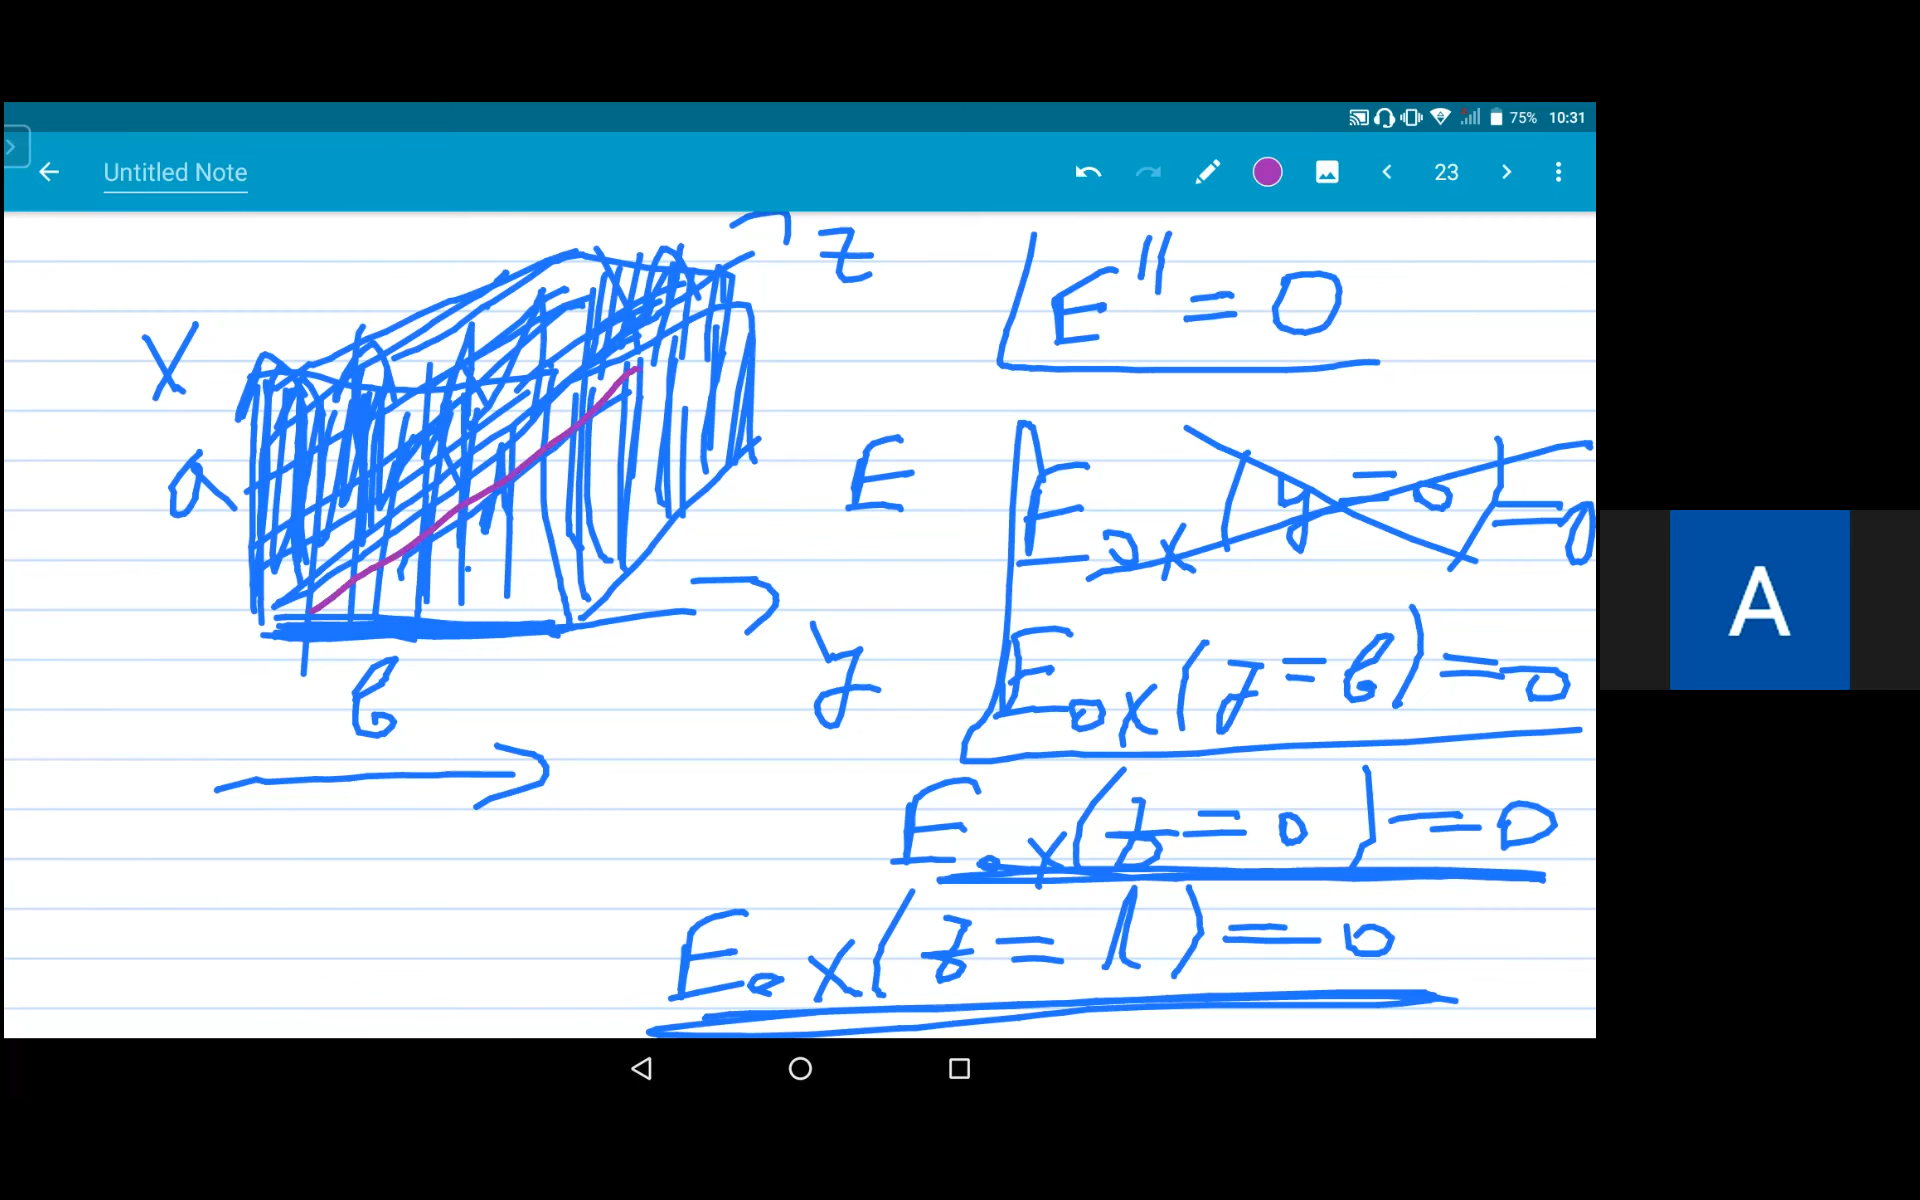 75% 10:31
Untitled Note 23
z
E" = 0
x
a
E
E₀x(y=0)=0
A
E₀x(y=b)=0
y
b
E₀x(z=0)=0
E₀x(z=l)=0